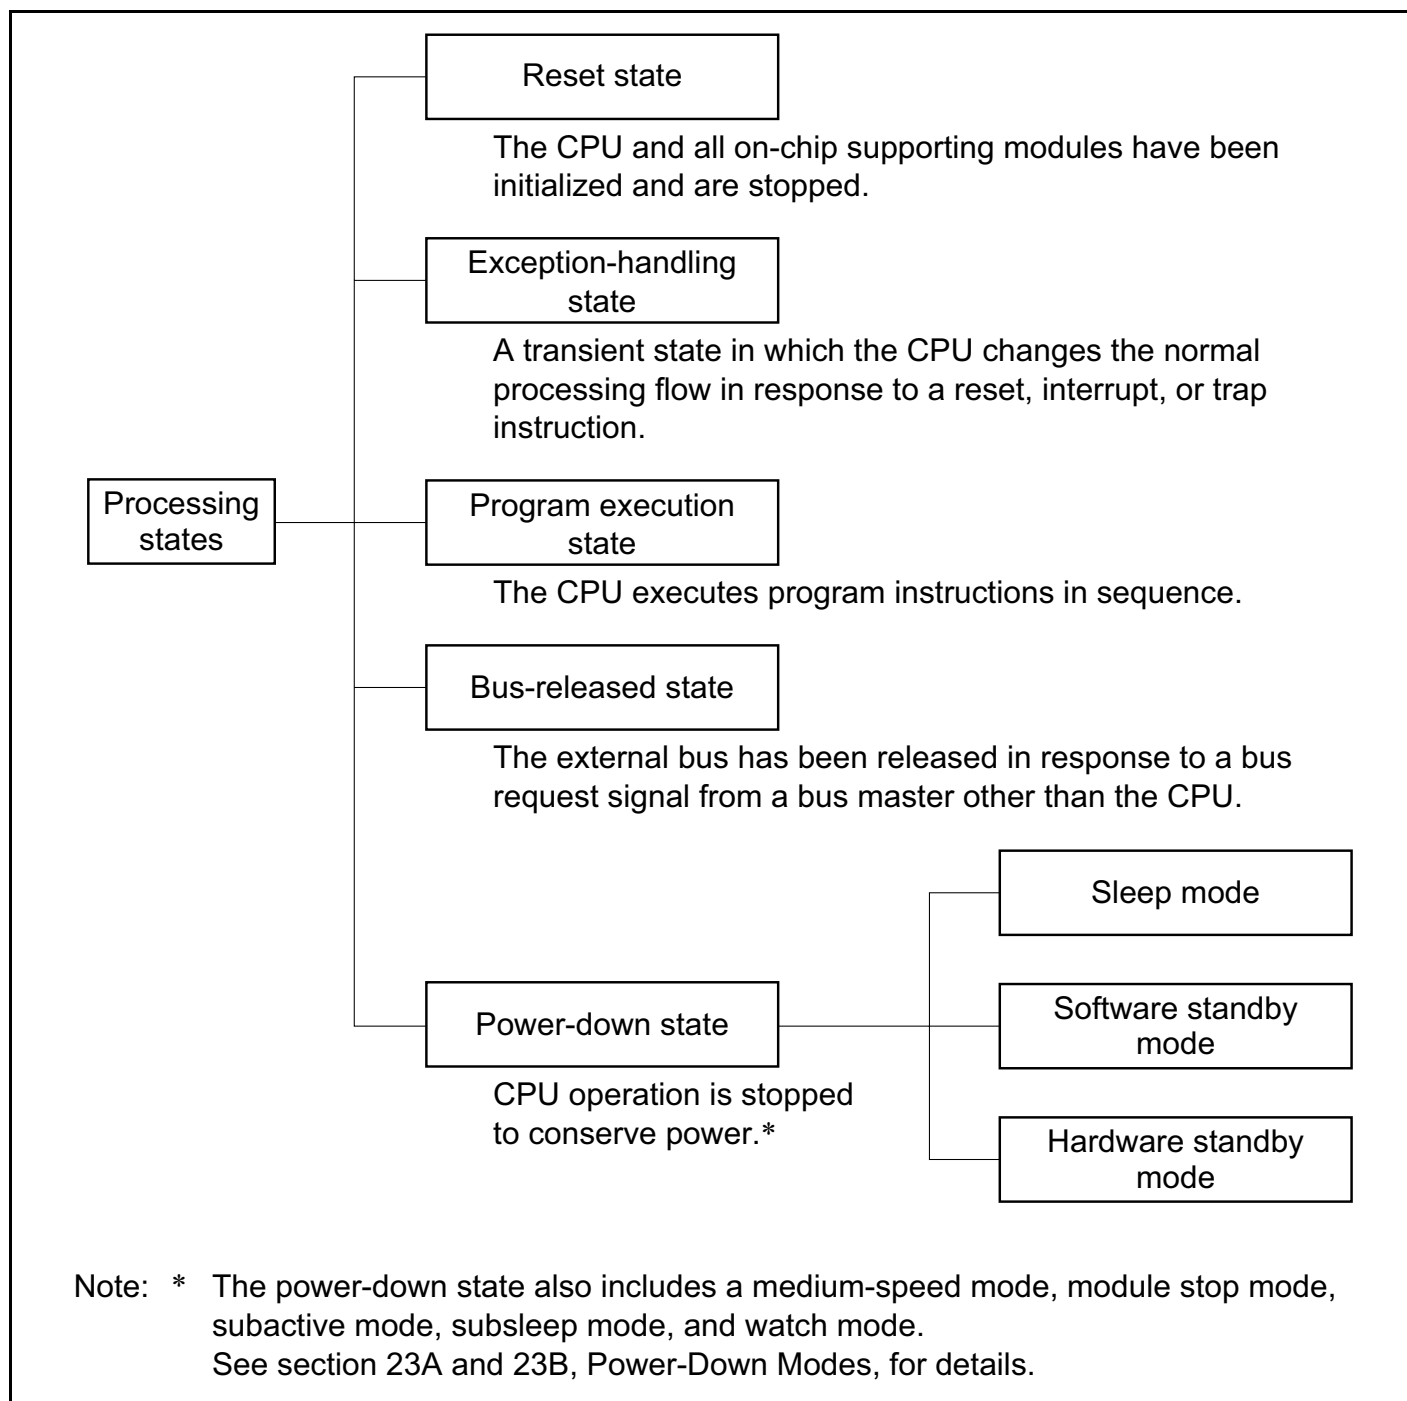 Reset state
The CPU and all on-chip supporting modules have been
initialized and are stopped.
Exception-handling
state
A transient state in which the CPU changes the normal
processing flow in response to a reset, interrupt, or trap
instruction.
Processing
states
Program execution
state
The CPU executes program instructions in sequence.
Bus-released state
The external bus has been released in response to a bus
request signal from a bus master other than the CPU.
Sleep mode
Power-down state
CPU operation is stopped
to conserve power.*
Software standby
mode
Hardware standby
mode
Note: * The power-down state also includes a medium-speed mode, module stop mode,
subactive mode, subsleep mode, and watch mode.
See section 23A and 23B, Power-Down Modes, for details.